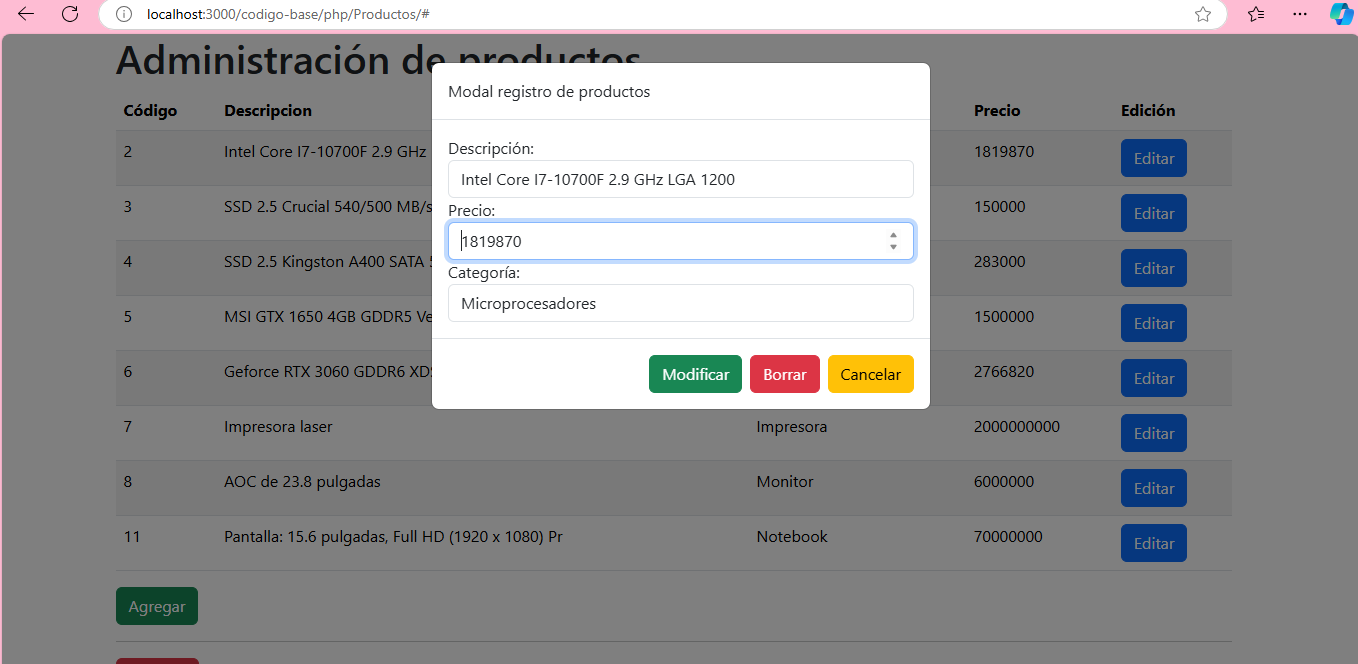 localhost:3000/codigo-base/php/Productos/#
Administración de productos
Código Descripcion Precio Edición
Modal registro de productos
Descripción:
Intel Core I7-10700F 2.9 GHz LGA 1200
Precio:
1819870
Categoría:
Microprocesadores
Modificar Borrar Cancelar
2 Intel Core I7-10700F 2.9 GHz 1819870 Editar
3 SSD 2.5 Crucial 540/500 MB/s 150000 Editar
4 SSD 2.5 Kingston A400 SATA 283000 Editar
5 MSI GTX 1650 4GB GDDR5 1500000 Editar
6 Geforce RTX 3060 GDDR6 2766820 Editar
7 Impresora laser Impresora 2000000000 Editar
8 AOC de 23.8 pulgadas Monitor 6000000 Editar
11 Pantalla: 15.6 pulgadas, Full HD (1920 x 1080) Pr Notebook 70000000 Editar
Agregar